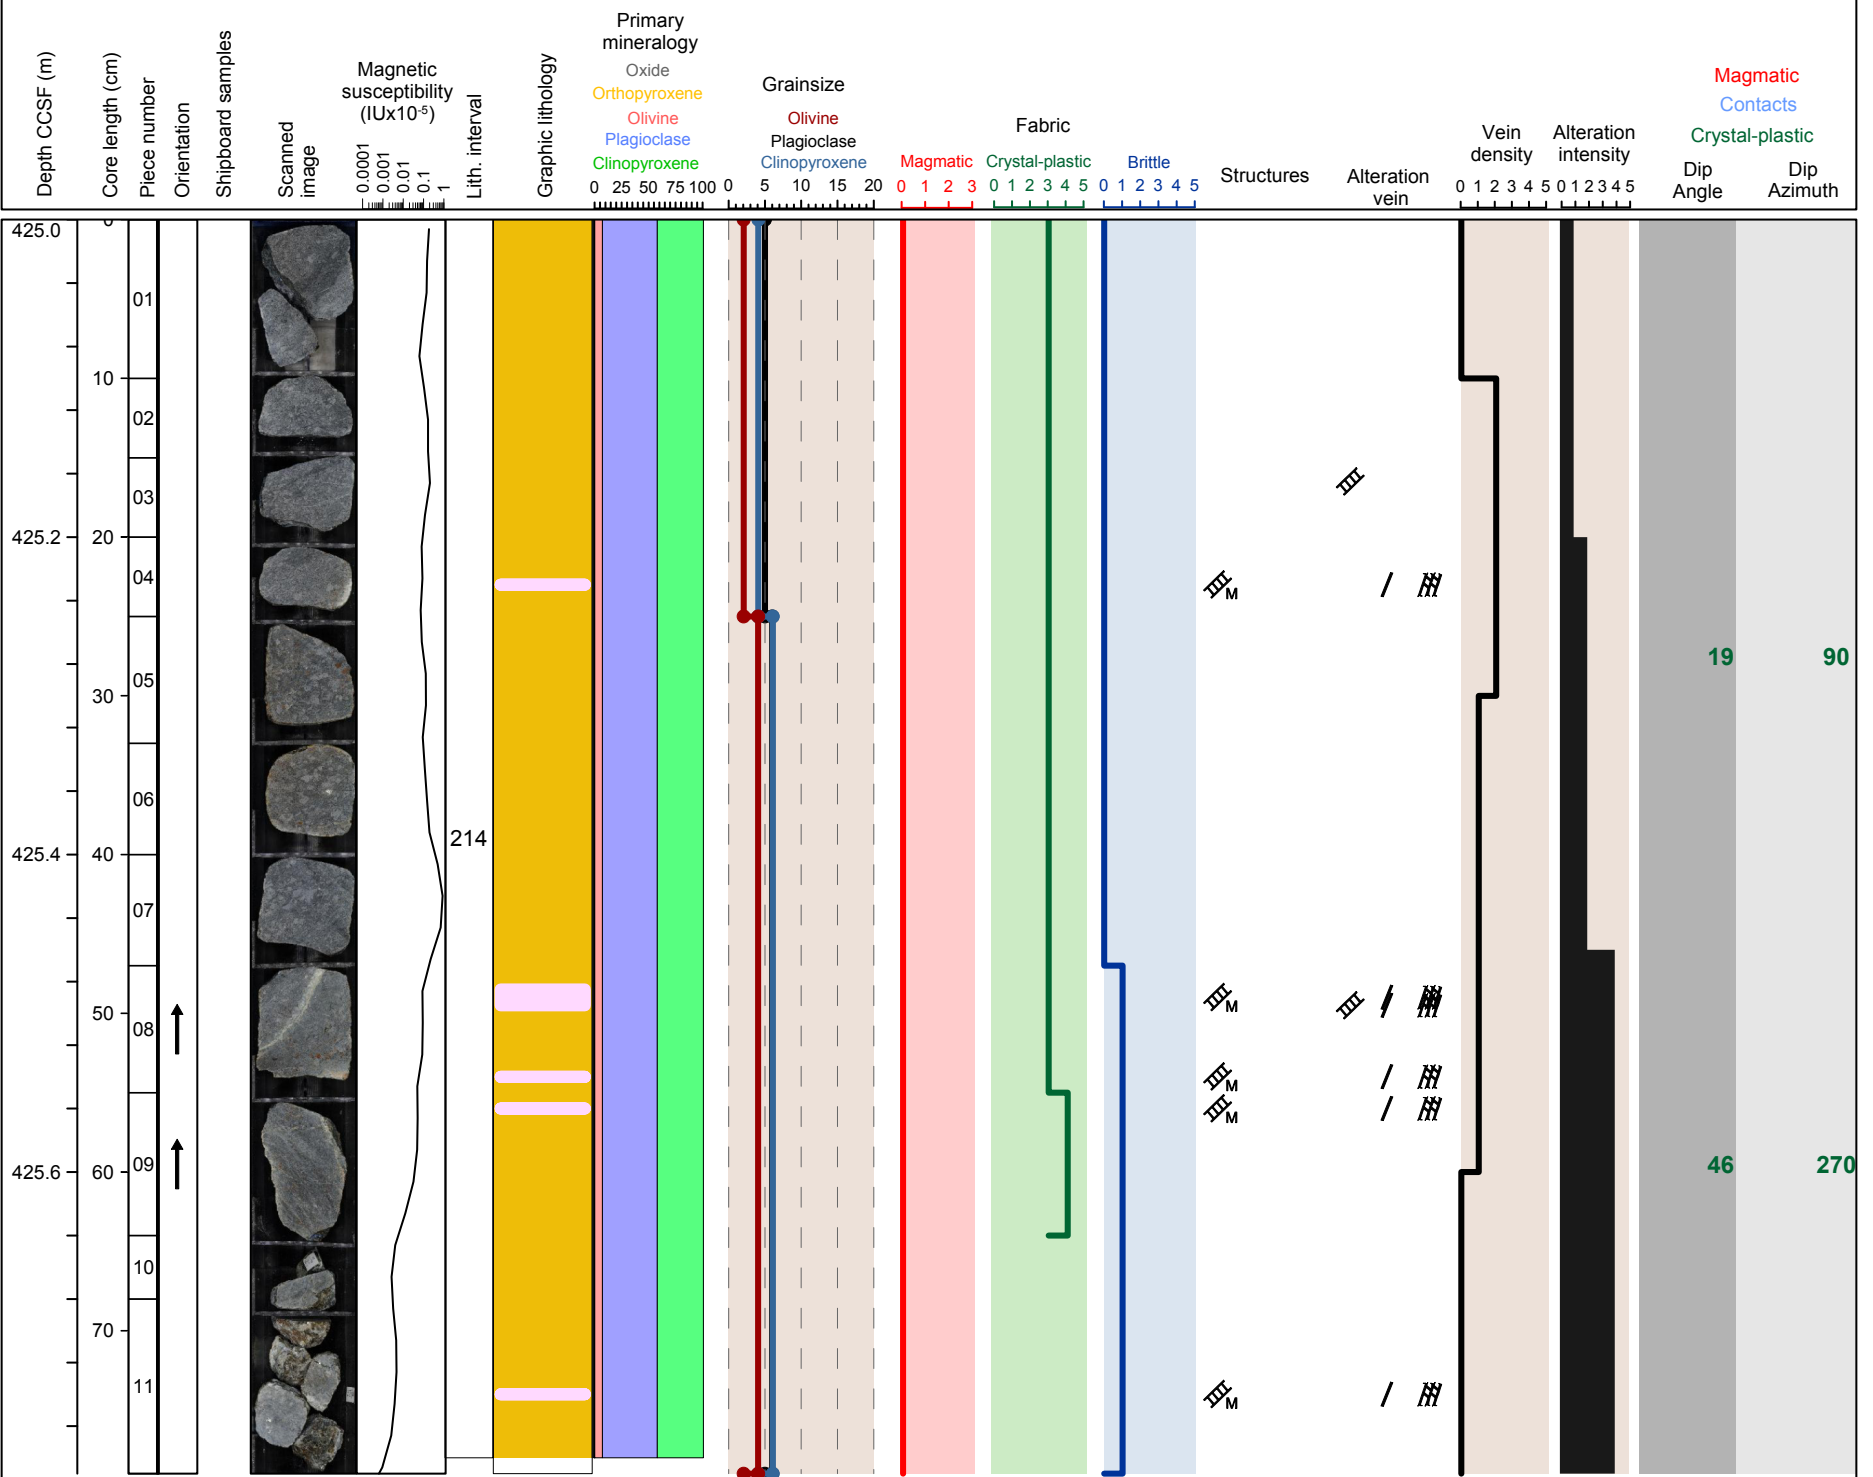 Depth CCSF (m)
Core length (cm)
Piece number
Orientation
Shipboard samples
Scanned
image
Magnetic
susceptibility
(IUx10-5)
0.0001
0.001
0.01
0.1
1
Lith. interval
Graphic lithology
Primary
mineralogy
Oxide
Orthopyroxene
Olivine
Plagioclase
Clinopyroxene
0 25 50 75 100
Grainsize
Olivine
Plagioclase
Clinopyroxene
0 5 10 15 20
Fabric
Magmatic
0 1 2 3
Crystal-plastic
0 1 2 3 4 5
Brittle
0 1 2 3 4 5
Structures
Alteration
vein
Vein
density
0 1 2 3 4 5
Alteration
intensity
0 1 2 3 4 5
Magmatic
Contacts
Crystal-plastic
Dip
Angle
Dip
Azimuth
425.0
0
01
10
02
03
425.2
20
04
M
05
19
90
30
06
214
425.4
40
07
M
50
08
M
M
09
425.6
60
46
270
10
70
11
M